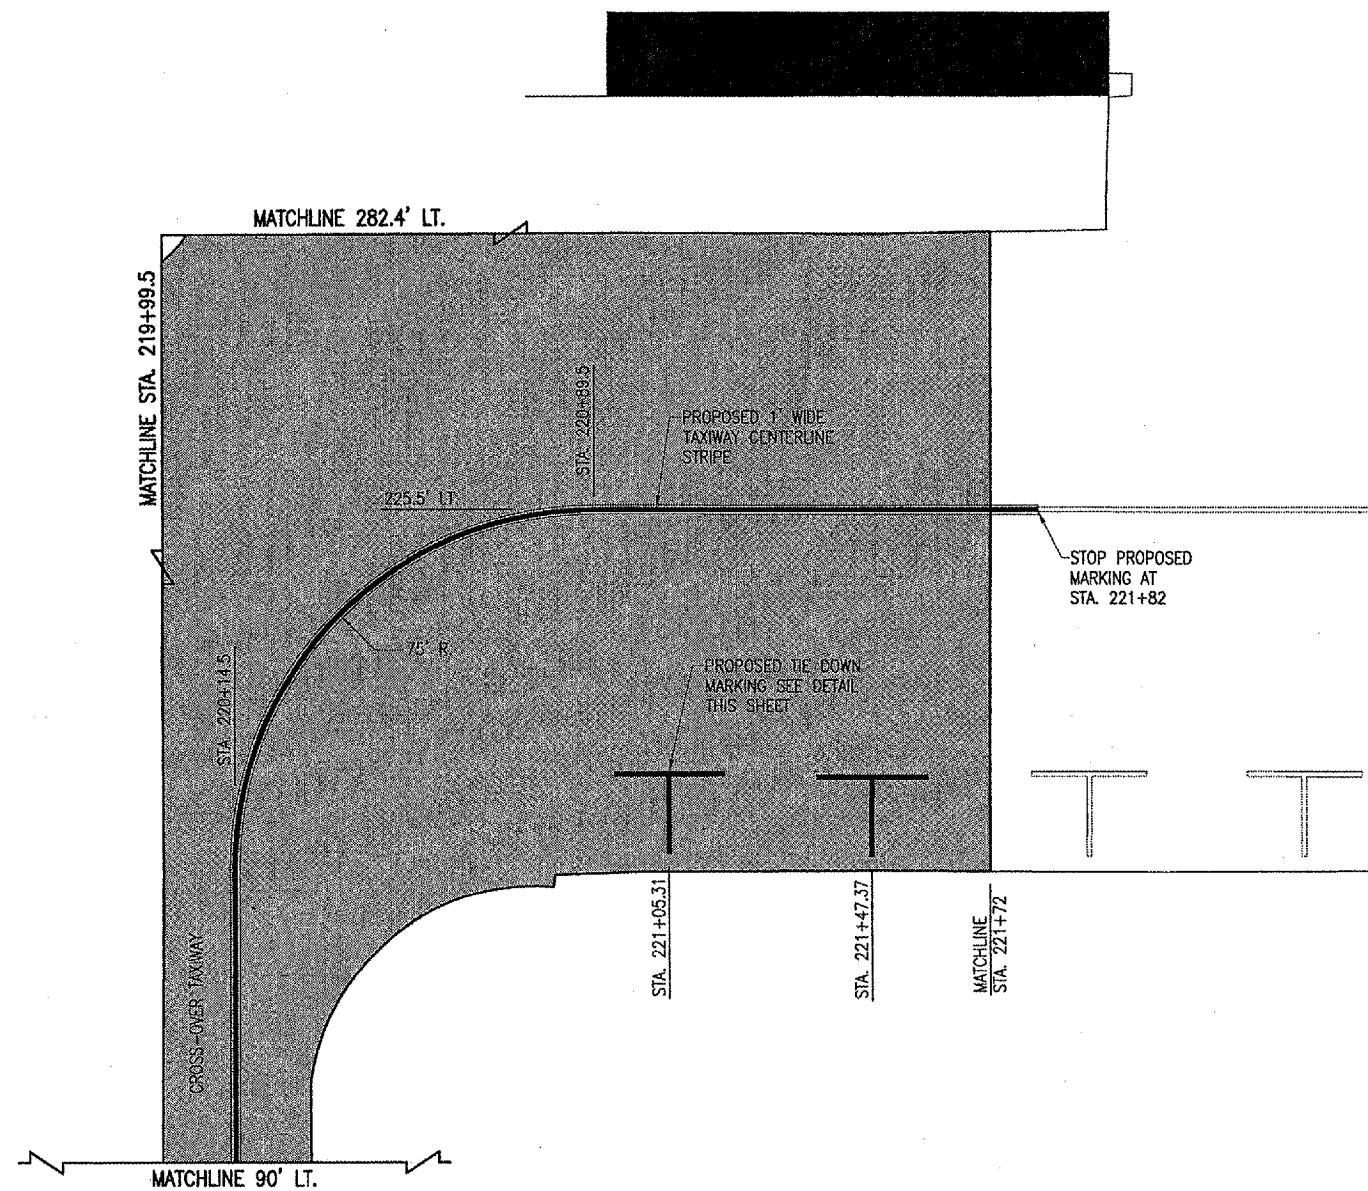 MATCHLINE 282.4' LT.
MATCHLINE STA. 219+99.5
STA. 220+89.5
PROPOSED 1' WIDE
TAXIWAY CENTERLINE
STRIPE
225.5' LT.
STOP PROPOSED
MARKING AT
STA. 221+82
75' R.
STA. 220+14.5
PROPOSED TIE DOWN
MARKING SEE DETAIL
THIS SHEET
STA. 221+05.31
STA. 221+47.37
MATCHLINE
STA. 221+72
CROSS-OVER TAXIWAY
MATCHLINE 90' LT.